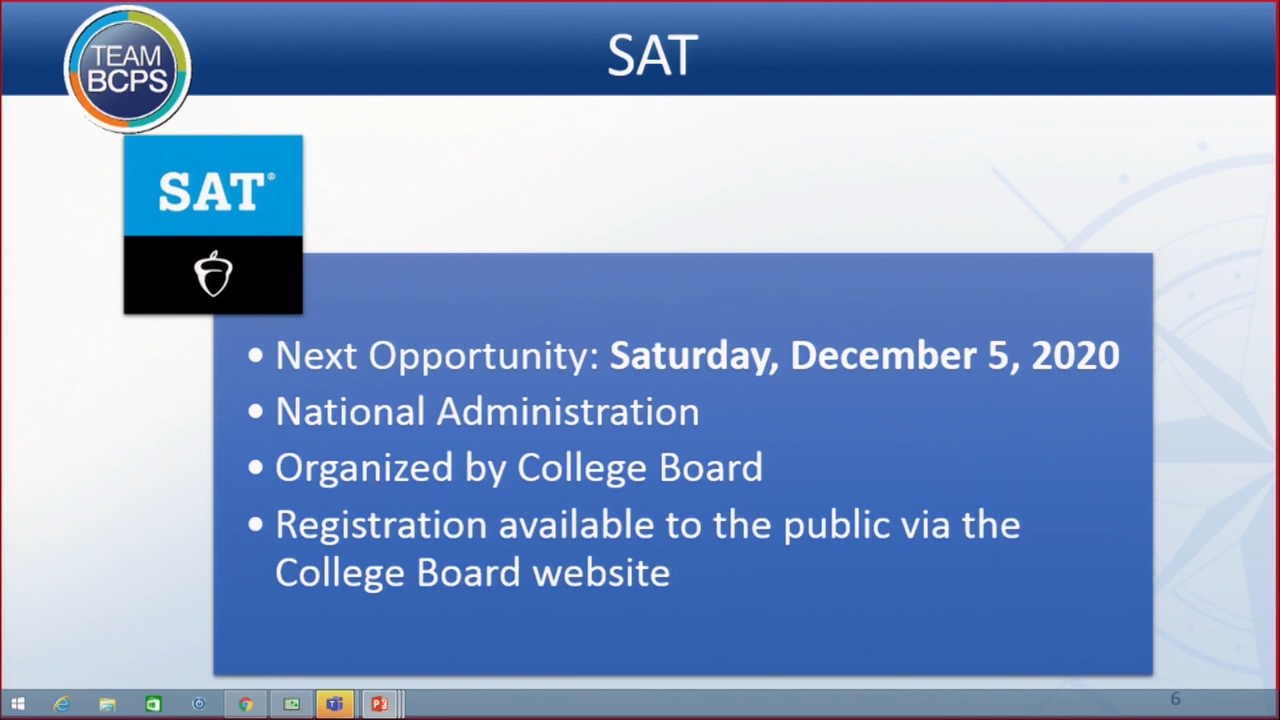 SAT
TEAM
BCPS
SAT®
• Next Opportunity: Saturday, December 5, 2020
• National Administration
• Organized by College Board
• Registration available to the public via the
College Board website
6